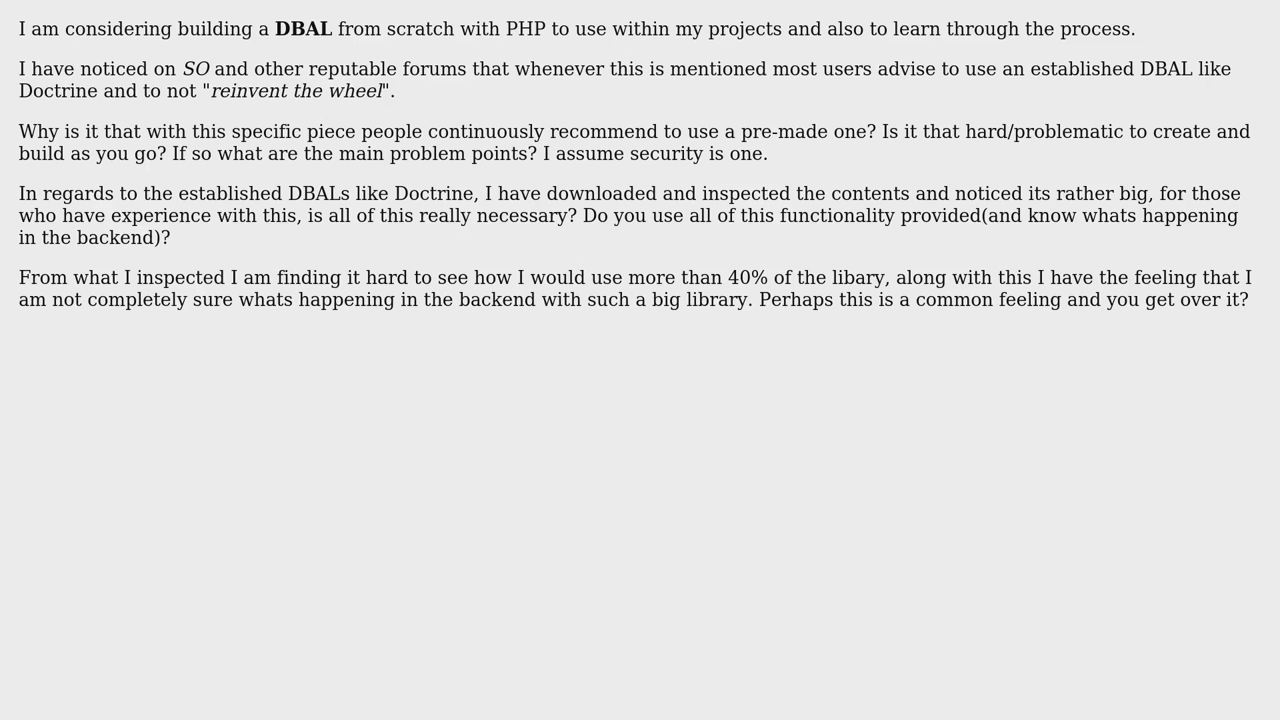 I am considering building a DBAL from scratch with PHP to use within my projects and also to learn through the process.
I have noticed on SO and other reputable forums that whenever this is mentioned most users advise to use an established DBAL like
Doctrine and to not "reinvent the wheel".
Why is it that with this specific piece people continuously recommend to use a pre-made one? Is it that hard/problematic to create and
build as you go? If so what are the main problem points? I assume security is one.
In regards to the established DBALs like Doctrine, I have downloaded and inspected the contents and noticed its rather big, for those
who have experience with this, is all of this really necessary? Do you use all of this functionality provided(and know whats happening
in the backend)?
From what I inspected I am finding it hard to see how I would use more than 40% of the libary, along with this I have the feeling that I
am not completely sure whats happening in the backend with such a big library. Perhaps this is a common feeling and you get over it?